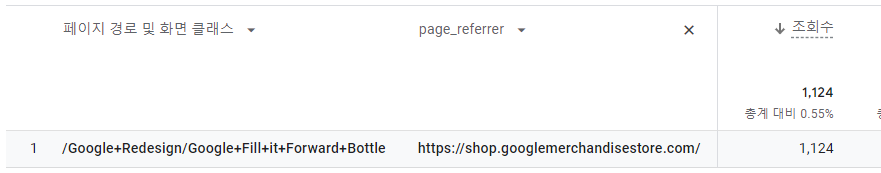 페이지 경로 및 화면 클래스 page_referrer 조회수
1,124
총계 대비 0.55%
1 /Google+Redesign/Google+Fill+it+Forward+Bottle https://shop.googlemerchandisestore.com/ 1,124